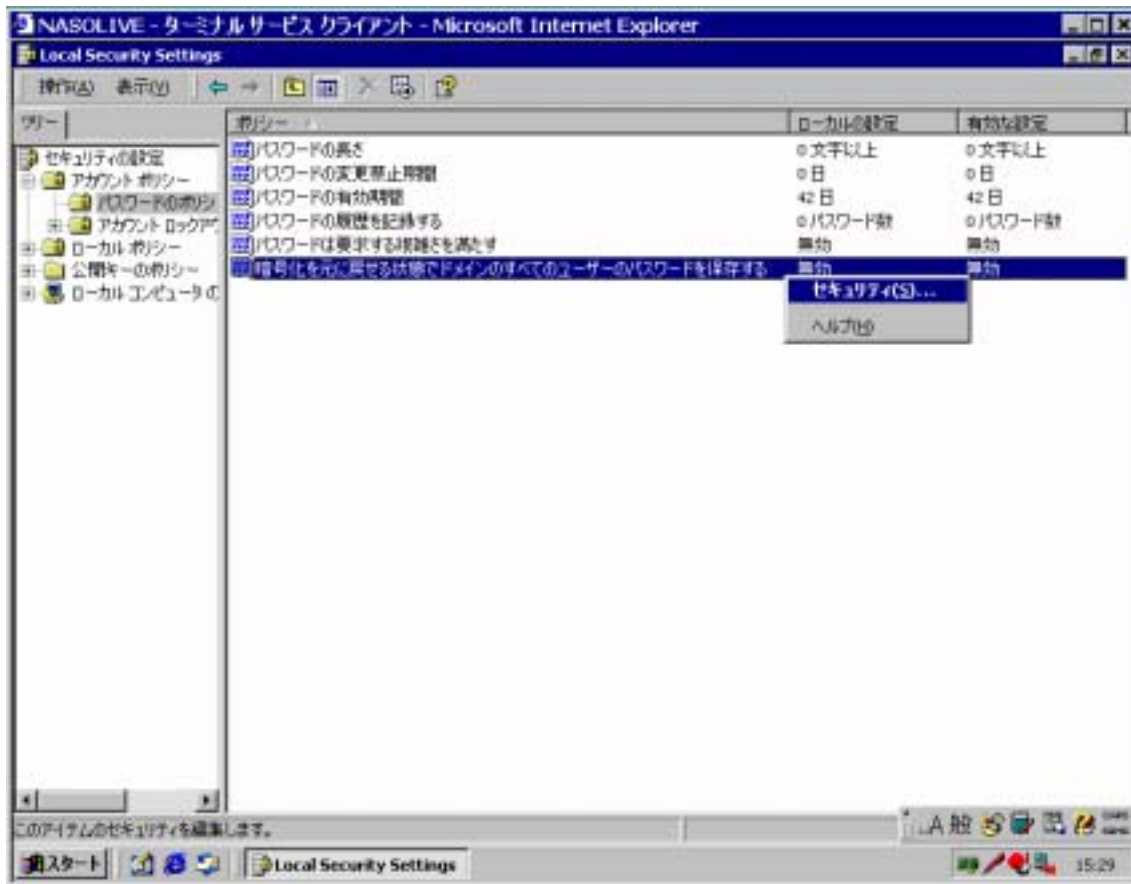 NASOLIVE - ターミナル サービス クライアント - Microsoft Internet Explorer
Local Security Settings
操作(A) 表示(V)
ツリー
セキュリティの設定
アカウント ポリシー
パスワードのポリシ
アカウント ロックアウ
ローカル ポリシー
公開キーのポリシー
ローカル コンピュータの
ポリシー ローカルの設定 有効な設定
パスワードの長さ 0 文字以上 0 文字以上
パスワードの変更禁止期間 0 日 0 日
パスワードの有効期間 42 日 42 日
パスワードの履歴を記録する 0 パスワード数 0 パスワード数
パスワードは要求する複雑さを満たす 無効 無効
暗号化を元に戻せる状態でドメインのすべてのユーザーのパスワードを保存する 無効 無効
セキュリティ(S)...
ヘルプ(H)
このアイテムのセキュリティを編集します。
A 般
スタート
Local Security Settings
15:29